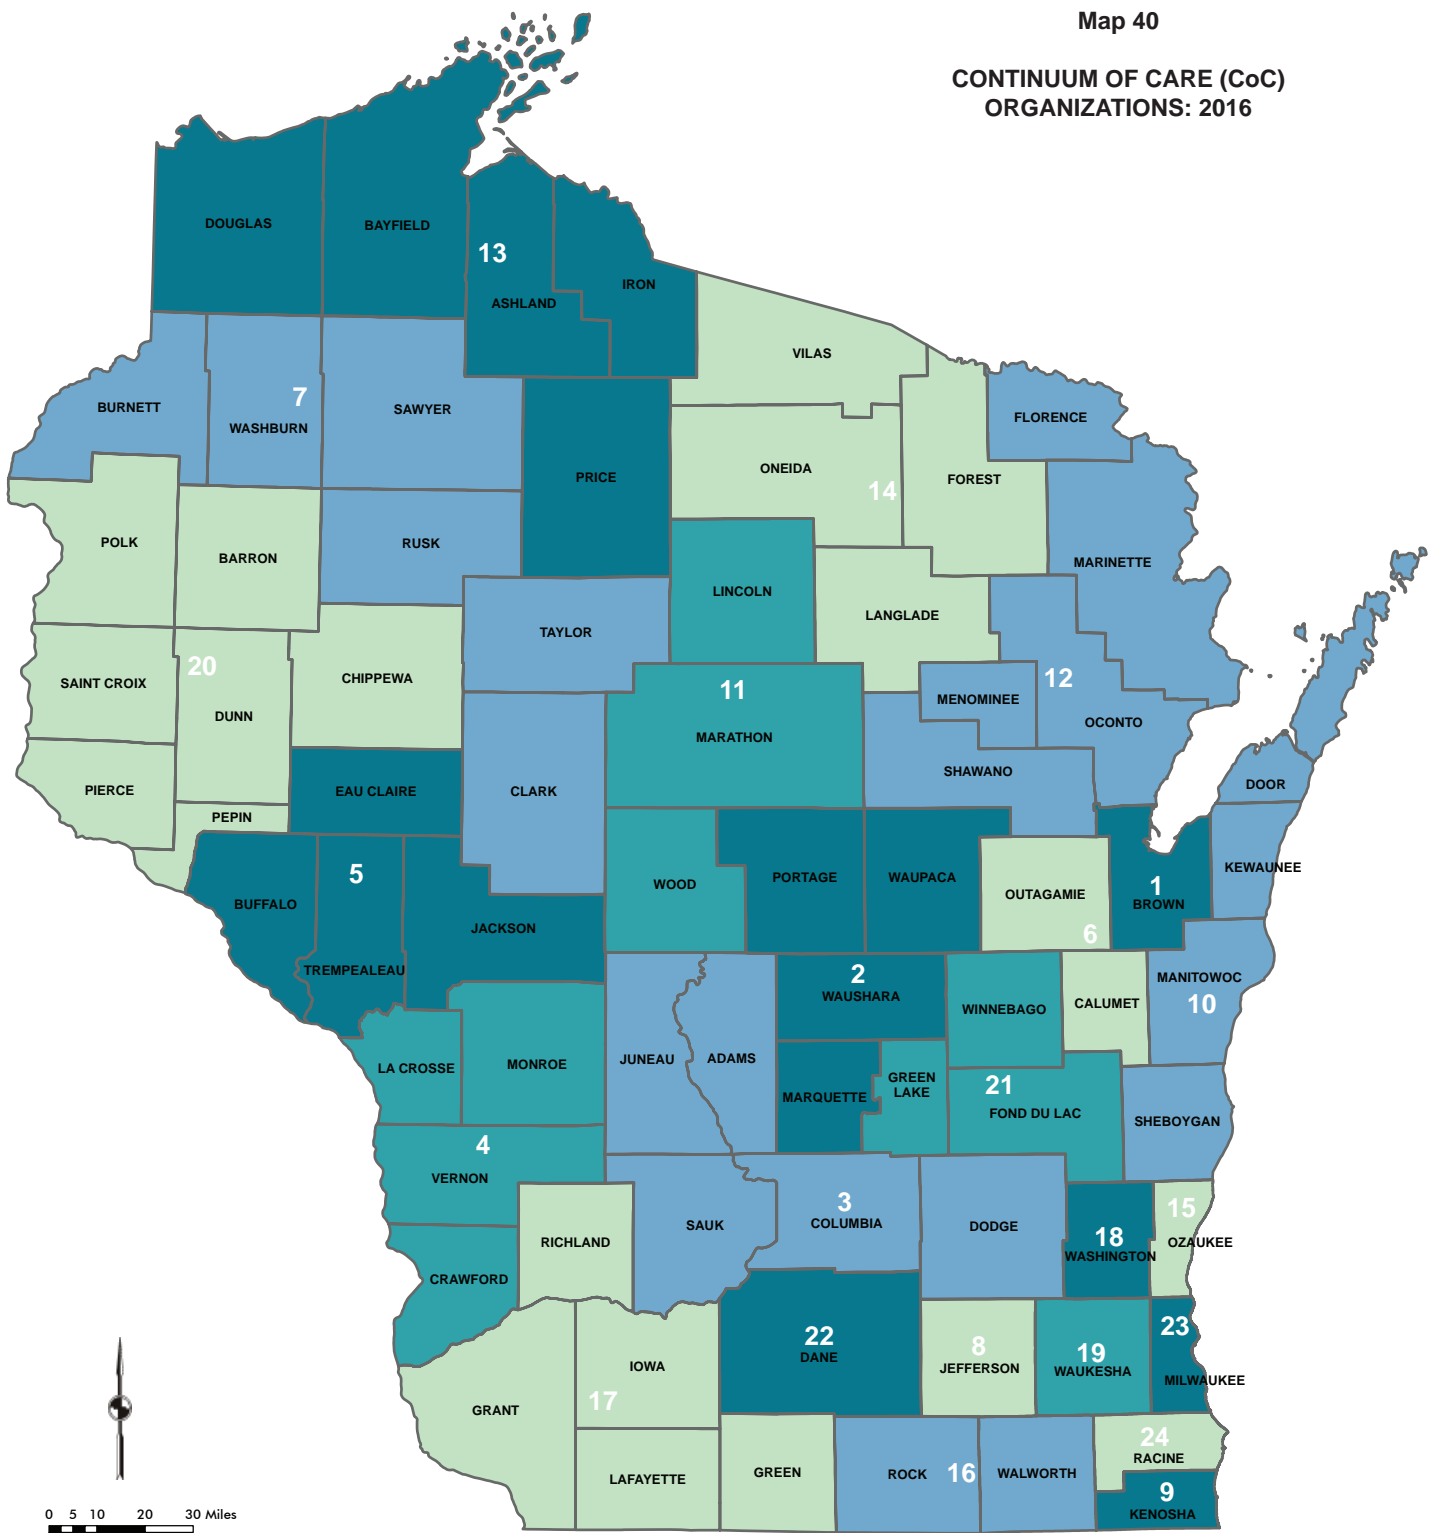 Map 40
CONTINUUM OF CARE (CoC)
ORGANIZATIONS: 2016
DOUGLAS
BAYFIELD
13
ASHLAND
IRON
VILAS
BURNETT
7
WASHBURN
SAWYER
FLORENCE
PRICE
ONEIDA
14
FOREST
POLK
BARRON
RUSK
MARINETTE
LINCOLN
LANGLADE
TAYLOR
SAINT CROIX
20
DUNN
CHIPPEWA
11
MARATHON
MENOMINEE
12
OCONTO
SHAWANO
PIERCE
PEPIN
EAU CLAIRE
CLARK
DOOR
KEWAUNEE
BUFFALO
5
TREMPEALEAU
JACKSON
WOOD
PORTAGE
WAUPACA
OUTAGAMIE
6
1
BROWN
2
WAUSHARA
WINNEBAGO
CALUMET
MANITOWOC
10
LA CROSSE
MONROE
JUNEAU
ADAMS
MARQUETTE
GREEN
LAKE
21
FOND DU LAC
SHEBOYGAN
4
VERNON
RICHLAND
SAUK
3
COLUMBIA
DODGE
18
WASHINGTON
15
OZAUKEE
CRAWFORD
22
DANE
8
JEFFERSON
19
WAUKESHA
23
MILWAUKEE
GRANT
IOWA
17
LAFAYETTE
GREEN
ROCK
16
WALWORTH
24
RACINE
9
KENOSHA
0 5 10 20 30 Miles